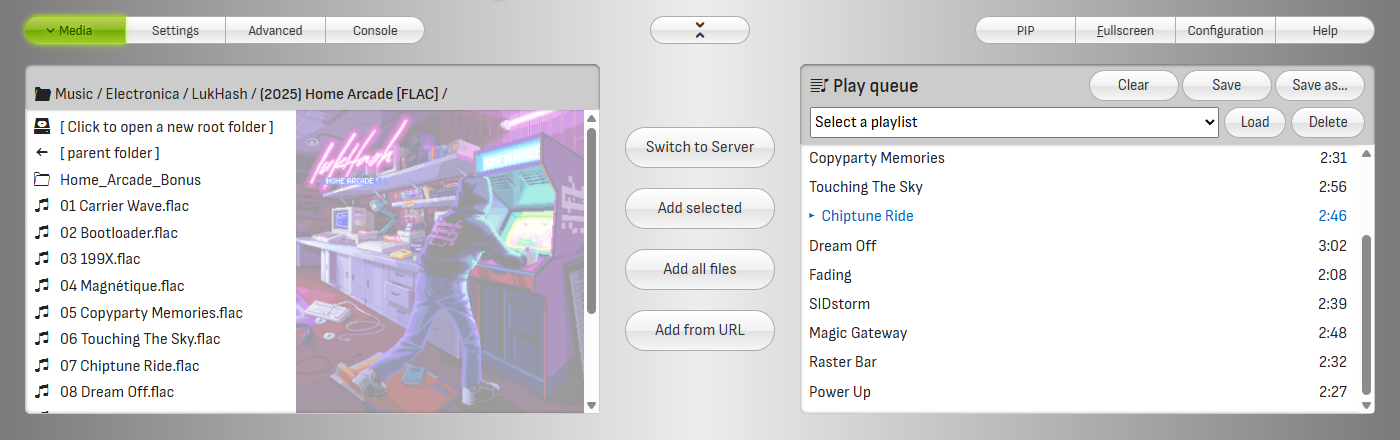 Media
Settings
Advanced
Console
PIP
Fullscreen
Configuration
Help
Music / Electronica / LukHash / (2025) Home Arcade [FLAC] /
[ Click to open a new root folder ]
[ parent folder ]
Home_Arcade_Bonus
01 Carrier Wave.flac
02 Bootloader.flac
03 199X.flac
04 Magnétique.flac
05 Copyparty Memories.flac
06 Touching The Sky.flac
07 Chiptune Ride.flac
08 Dream Off.flac
lukHash
HOME ARCADE
Switch to Server
Add selected
Add all files
Add from URL
Play queue
Clear
Save
Save as...
Select a playlist
Load
Delete
Copyparty Memories 2:31
Touching The Sky 2:56
Chiptune Ride 2:46
Dream Off 3:02
Fading 2:08
SIDstorm 2:39
Magic Gateway 2:48
Raster Bar 2:32
Power Up 2:27